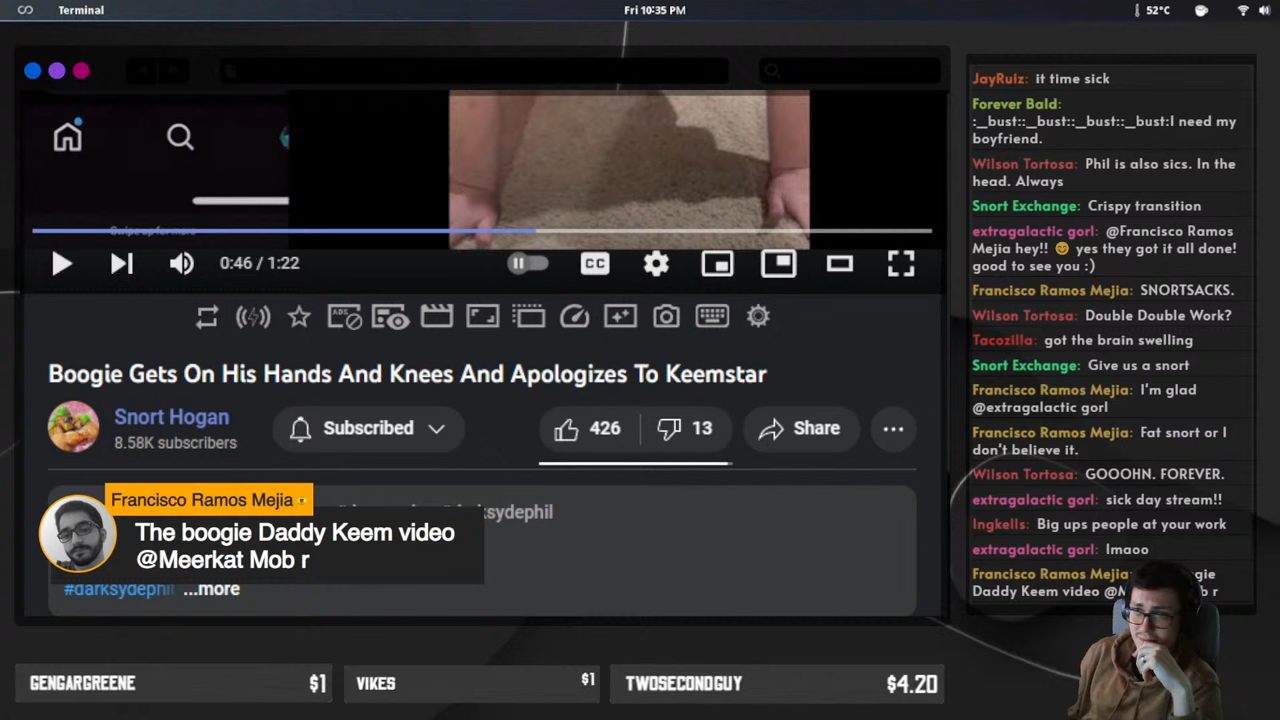 Terminal
Fri 10:35 PM
52°C
0:46 / 1:22
CC
Boogie Gets On His Hands And Knees And Apologizes To Keemstar
Snort Hogan
8.58K subscribers
Subscribed
426
13
Share
Francisco Ramos Mejia
The boogie Daddy Keem video
@Meerkat Mob r
#darksydephil
...more
JayRuiz: it time sick
Forever Bald:
:_bust::_bust::_bust::_bust:I need my
boyfriend.
Wilson Tortosa: Phil is also sics. In the
head. Always
Snort Exchange: Crispy transition
extragalactic gorl: @Francisco Ramos
Mejia hey!! 😊 yes they got it all done!
good to see you :)
Francisco Ramos Mejia: SNORTSACKS.
Wilson Tortosa: Double Double Work?
Tacozilla: got the brain swelling
Snort Exchange: Give us a snort
Francisco Ramos Mejia: I'm glad
@extragalactic gorl
Francisco Ramos Mejia: Fat snort or I
don't believe it.
Wilson Tortosa: GOOOHN. FOREVER.
extragalactic gorl: sick day stream!!
Ingkells: Big ups people at your work
extragalactic gorl: lmaoo
Francisco Ramos Mejia:
Daddy Keem video
GENGARGREENE $1
VIKES $1
TWOSECONDGUY $4.20